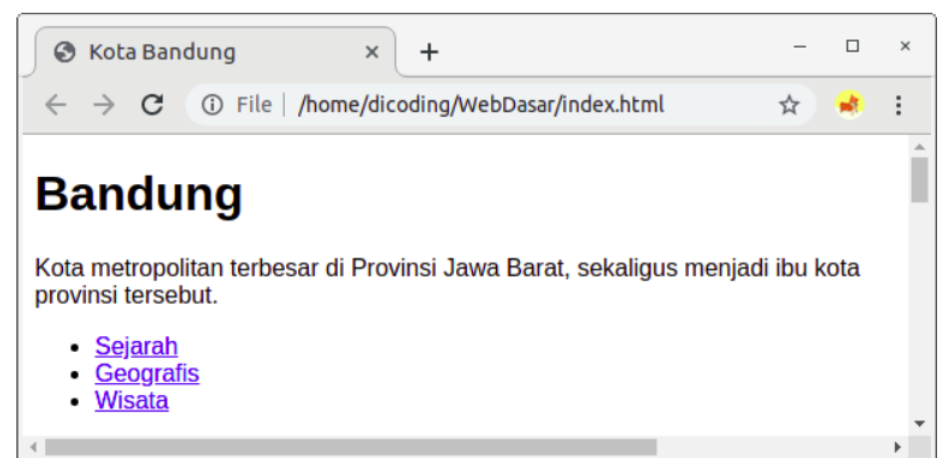 Kota Bandung
File /home/dicoding/WebDasar/index.html
Bandung
Kota metropolitan terbesar di Provinsi Jawa Barat, sekaligus menjadi ibu kota
provinsi tersebut.
Sejarah
Geografis
Wisata